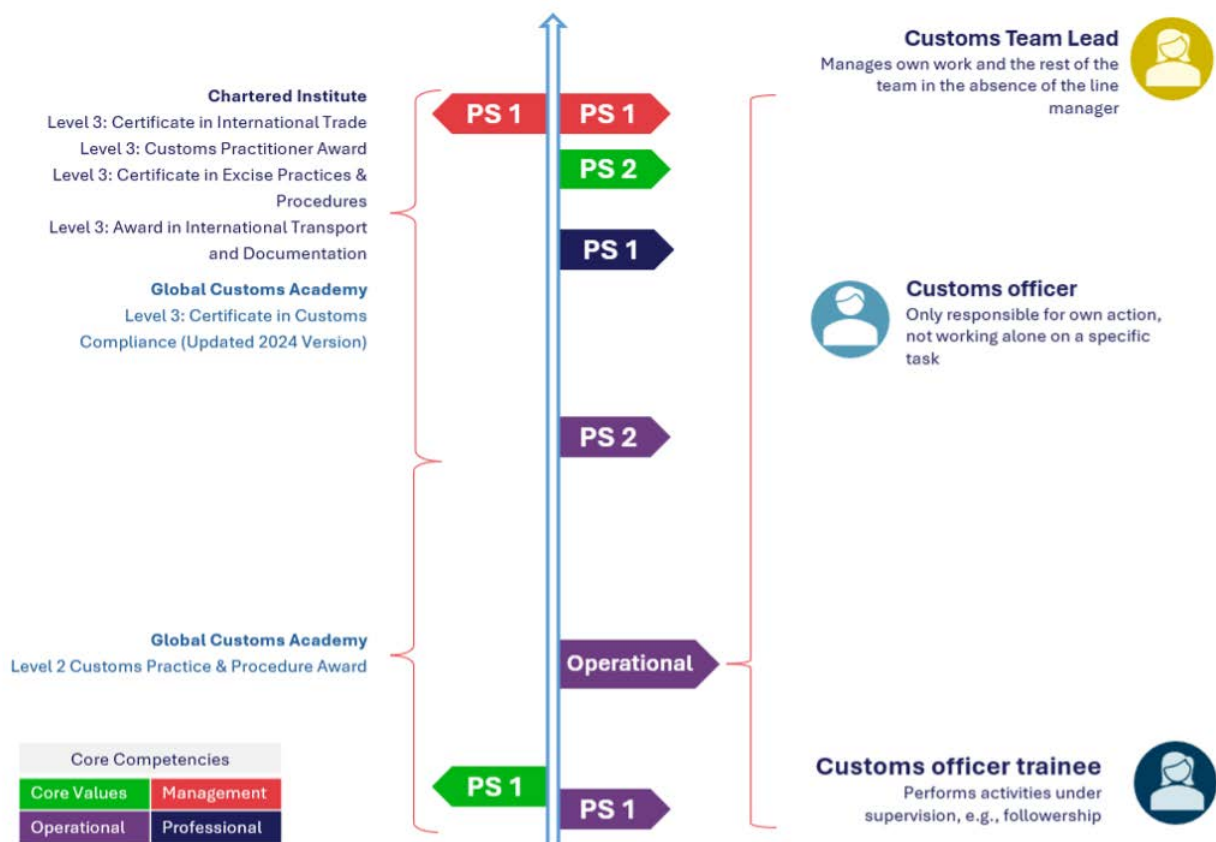 Chartered Institute
Level 3: Certificate in International Trade
Level 3: Customs Practitioner Award
Level 3: Certificate in Excise Practices &
Procedures
Level 3: Award in International Transport
and Documentation
Global Customs Academy
Level 3: Certificate in Customs
Compliance (Updated 2024 Version)
Global Customs Academy
Level 2 Customs Practice & Procedure Award
Core Competencies
Core Values
Management
Operational
Professional
PS 1
PS 1
PS 2
PS 1
PS 2
Operational
PS 1
PS 1
Customs Team Lead
Manages own work and the rest of the
team in the absence of the line
manager
Customs officer
Only responsible for own action,
not working alone on a specific
task
Customs officer trainee
Performs activities under
supervision, e.g., followership